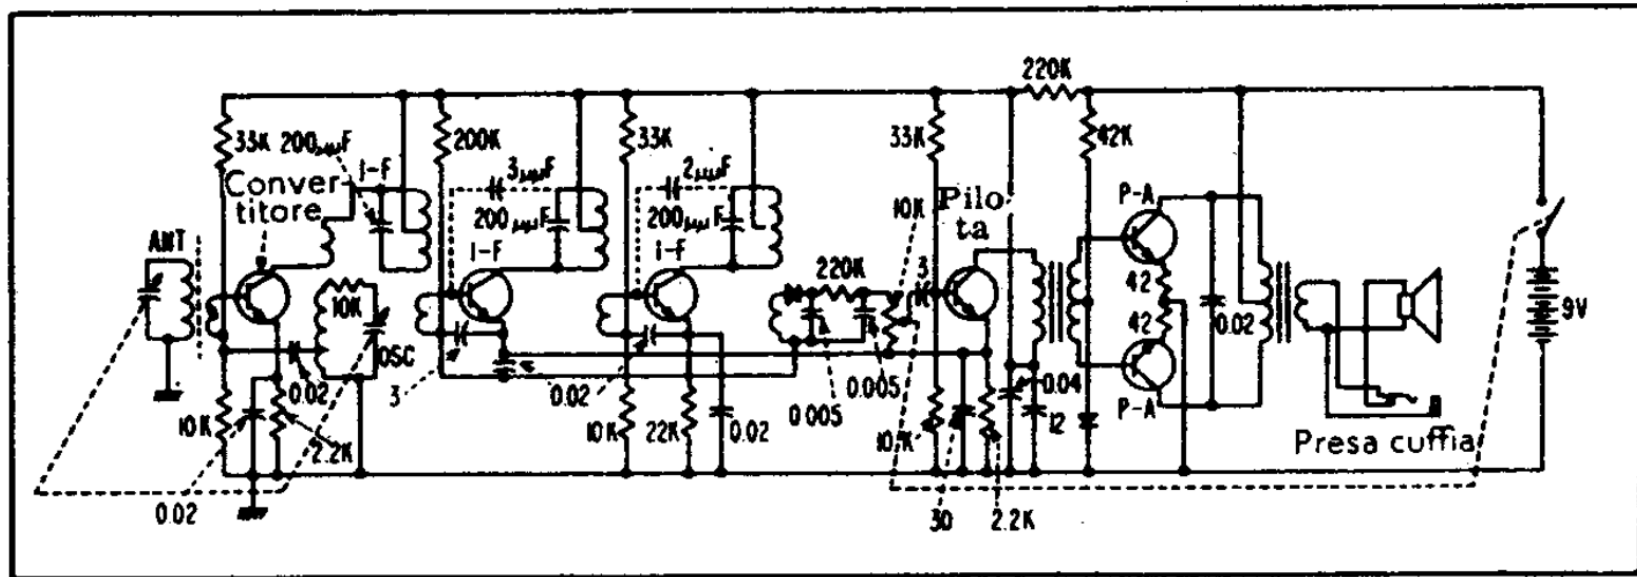 220K
33K
200µµF
I-F
Conver-
titore
200K
3µµF
200µµF
I-F
33K
2µµF
200µµF
I-F
33K
10K
Pilo
ta
42K
P-A
ANT
10K
OSC
220K
3
42
42
0.02
9V
0.02
3
0.02
0.005
0.005
0.04
P-A
10K
2.2K
10K
22K
0.02
10K
12
Presa cuffia
0.02
30
2.2K